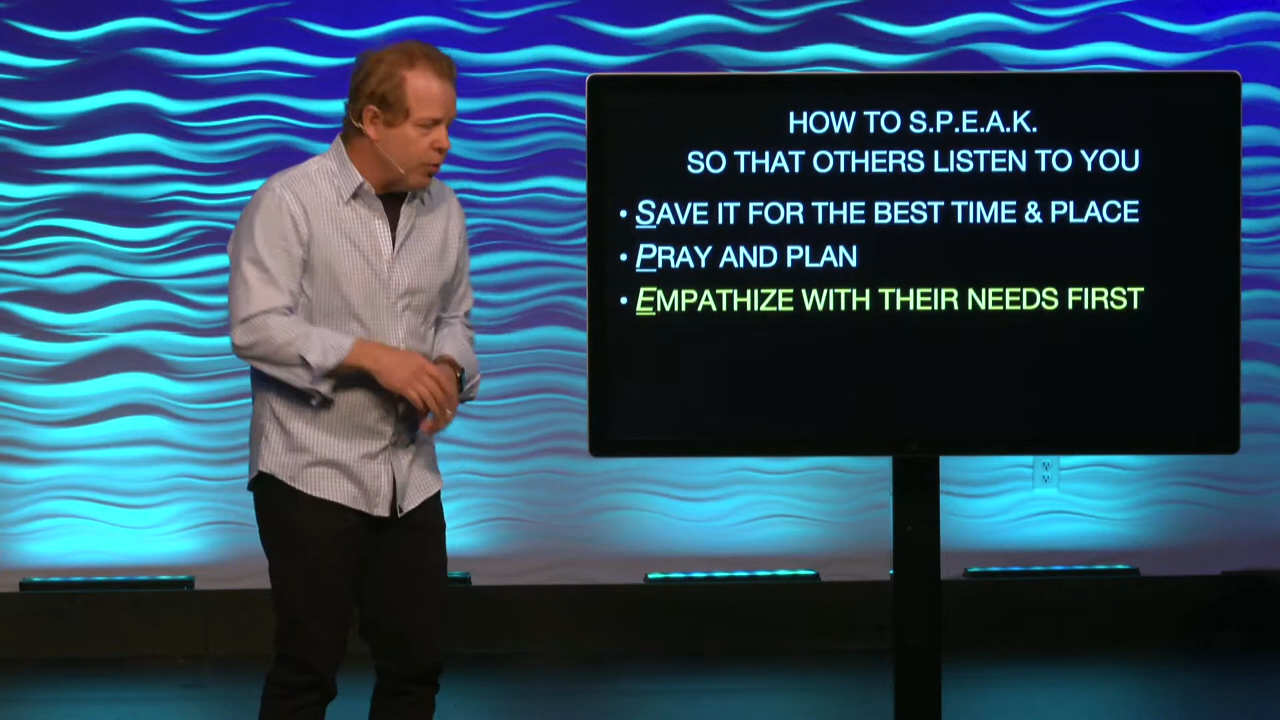 HOW TO S.P.E.A.K.
SO THAT OTHERS LISTEN TO YOU
• SAVE IT FOR THE BEST TIME & PLACE
• PRAY AND PLAN
• EMPATHIZE WITH THEIR NEEDS FIRST